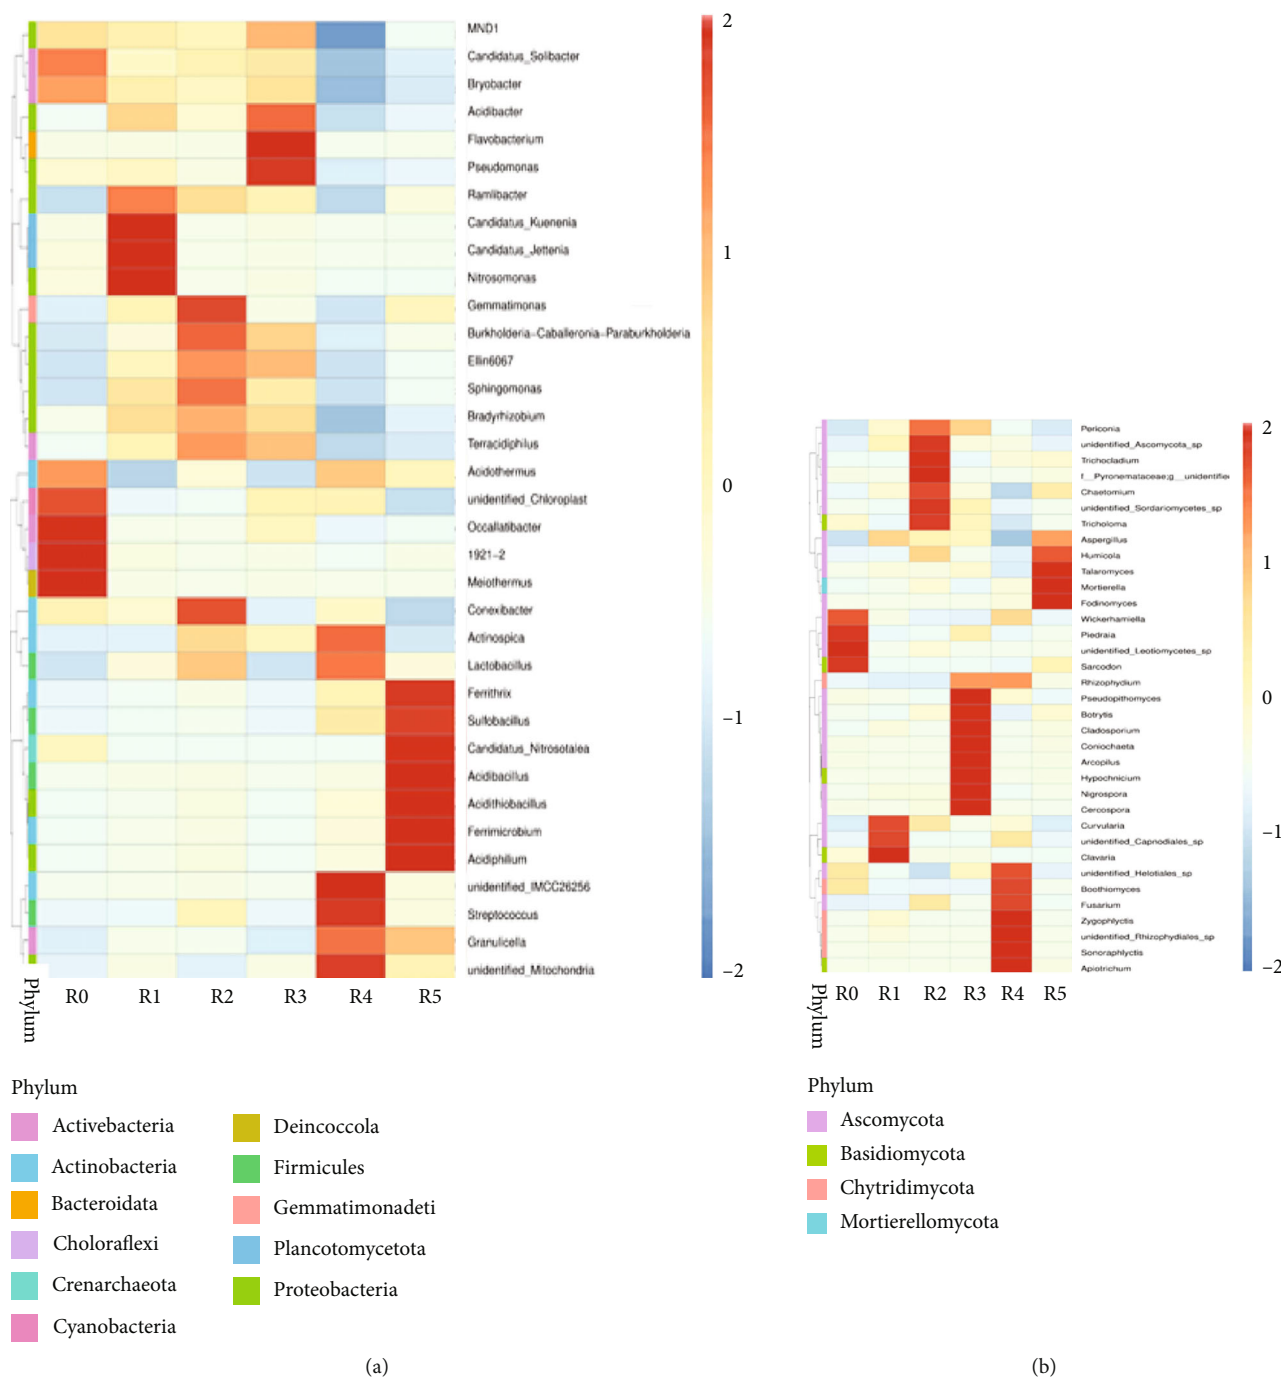 MND1
Candidatus_Solibacter
Bryobacter
Acidibacter
Flavobacterium
Pseudomonas
Ramlibacter
Candidatus_Kuenenia
Candidatus_Jettenia
Nitrosomonas
Gemmatimonas
Burkholderia-Caballeronia-Paraburkholderia
Ellin6067
Sphingomonas
Bradyrhizobium
Terracidiphilus
Acidothermus
unidentified_Chloroplast
Occallatibacter
1921-2
Meiothermus
Conexibacter
Actinospica
Lactobacillus
Ferrithrix
Sulfobacillus
Candidatus_Nitrosotalea
Acidibacillus
Acidithiobacillus
Ferrimicrobium
Acidiphilium
unidentified_IMCC26256
Streptococcus
Granulicella
unidentified_Mitochondria
2
1
0
−1
−2
Phylum
R0 R1 R2 R3 R4 R5
Phylum
Activebacteria
Actinobacteria
Bacteroidata
Choloraflexi
Crenarchaeota
Cyanobacteria
Deincoccola
Firmicules
Gemmatimonadeti
Plancotomycetota
Proteobacteria
(a)
Periconia
unidentified_Ascomycota_sp
Trichocladium
f__Pyronemataceae;g__unidentifie
Chaetomium
unidentified_Sordariomycetes_sp
Tricholoma
Aspergillus
Humicola
Talaromyces
Mortierella
Fodinomyces
Wickerhamiella
Piedraia
unidentified_Leotiomycetes_sp
Sarcodon
Rhizophydium
Pseudopithomyces
Botrytis
Cladosporium
Coniochaeta
Arcopilus
Hypochnicium
Nigrospora
Cercospora
Curvularia
unidentified_Capnodiales_sp
Clavaria
unidentified_Helotiales_sp
Boothiomyces
Fusarium
Zygophlyctis
unidentified_Rhizophydiales_sp
Sonoraphlyctis
Apiotrichum
2
1
0
−1
−2
Phylum
R0 R1 R2 R3 R4 R5
Phylum
Ascomycota
Basidiomycota
Chytridimycota
Mortierellomycota
(b)